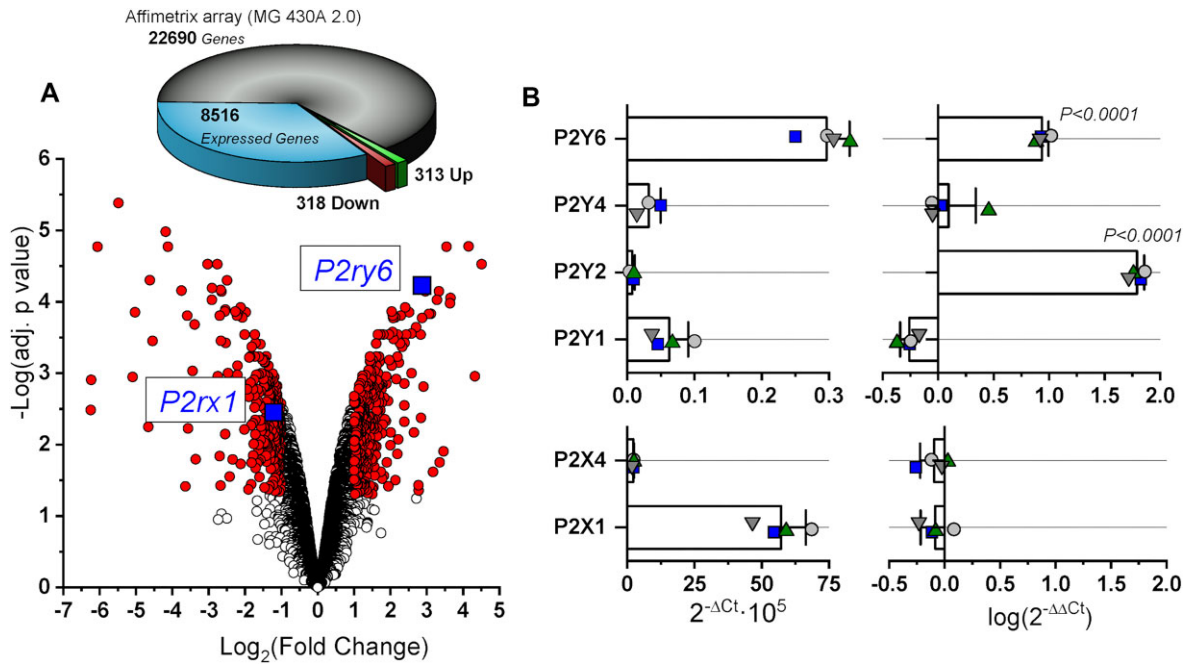 Affimetrix array (MG 430A 2.0)
22690 Genes
A
8516
Expressed Genes
313 Up
318 Down
P2ry6
P2rx1
-Log(adj. p value)
6
5
4
3
2
1
0
-7 -6 -5 -4 -3 -2 -1 0 1 2 3 4 5
Log₂(Fold Change)
B
P2Y6
P<0.0001
P2Y4
P2Y2
P<0.0001
P2Y1
0.0 0.1 0.2 0.3
-0.5 0.0 0.5 1.0 1.5 2.0
P2X4
P2X1
0 25 50 75
-0.5 0.0 0.5 1.0 1.5 2.0
2^-ΔCt·10^5
log(2^-ΔΔCt)